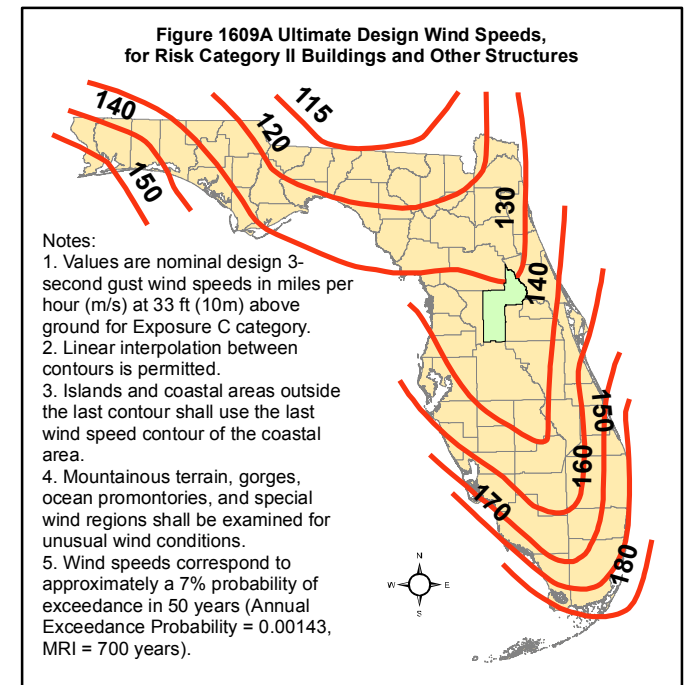 Figure 1609A Ultimate Design Wind Speeds,
for Risk Category II Buildings and Other Structures
115
140
120
150
130
140
Notes:
1. Values are nominal design 3-
second gust wind speeds in miles per
hour (m/s) at 33 ft (10m) above
ground for Exposure C category.
2. Linear interpolation between
contours is permitted.
3. Islands and coastal areas outside
the last contour shall use the last
wind speed contour of the coastal
area.
4. Mountainous terrain, gorges,
ocean promontories, and special
wind regions shall be examined for
unusual wind conditions.
5. Wind speeds correspond to
approximately a 7% probability of
exceedance in 50 years (Annual
Exceedance Probability = 0.00143,
MRI = 700 years).
150
160
170
180
N
W E
S